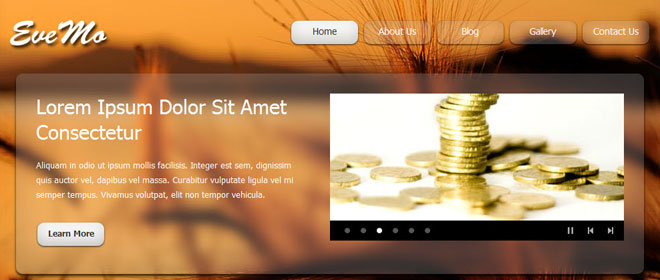 EveMo
Home
About Us
Blog
Gallery
Contact Us
Lorem Ipsum Dolor Sit Amet
Consectetur
Aliquam in odio ut ipsum mollis facilisis. Integer est sem, dignissim
quis auctor vel, dapibus vel massa. Curabitur vulputate ligula vel mi
semper tempus. Vivamus volutpat, elit non tempor vehicula.
Learn More